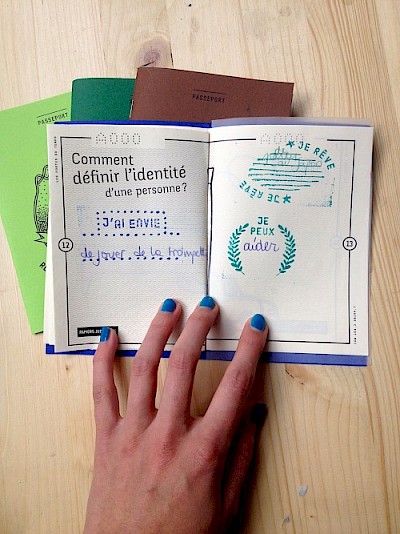 PASSEPORT
PASSEPORT
A000
Comment
définir l'identité
d'une personne?
J'AI ENVIE
de jouer de la trompette
12
A000
JE RÊVE
JE RÊVE
JE
PEUX
aider
13